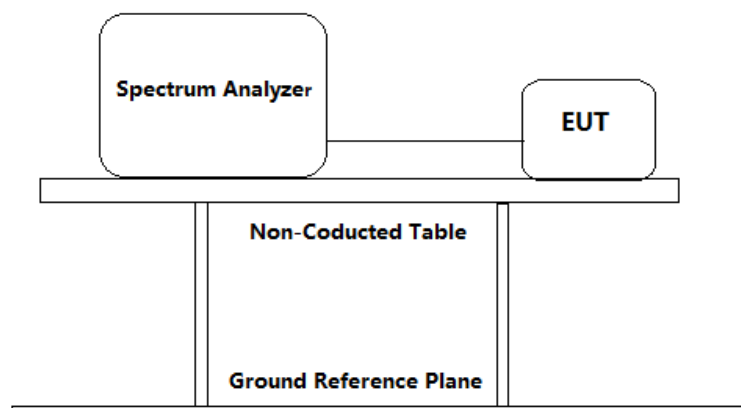 Spectrum Analyzer
EUT
Non-Coducted Table
Ground Reference Plane